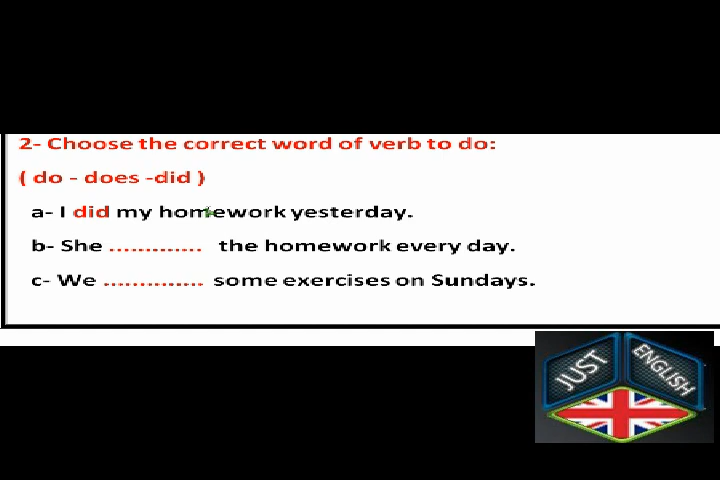 2- Choose the correct word of verb to do:
( do - does -did )
a- I did my homework yesterday.
b- She ............. the homework every day.
c- We .............. some exercises on Sundays.
JUST
ENGLISH